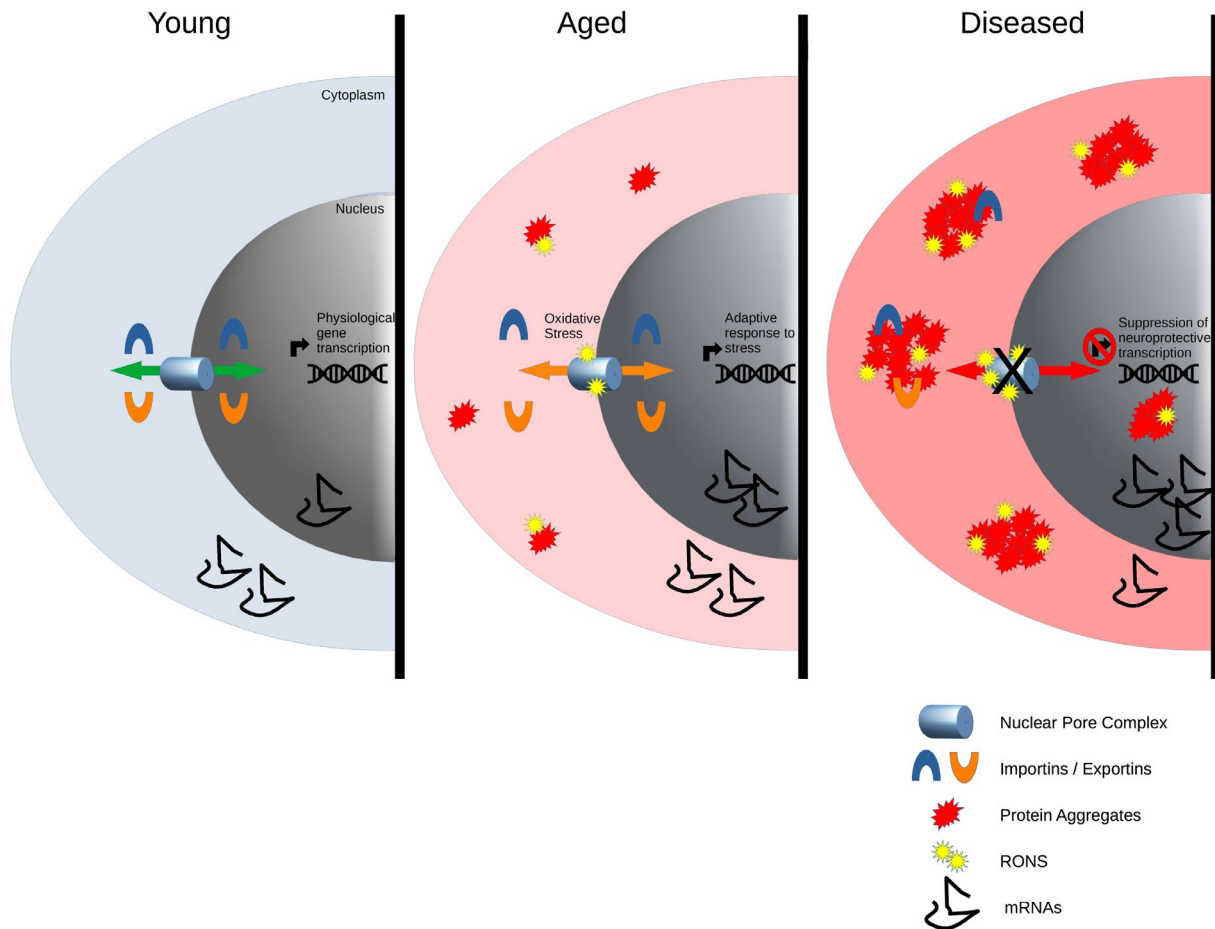 Young
Aged
Diseased
Cytoplasm
Nucleus
Physiological
gene
transcription
Oxidative
Stress
Adaptive
response to
stress
Suppression of
neuroprotective
transcription
X
Nuclear Pore Complex
Importins / Exportins
Protein Aggregates
RONS
mRNAs